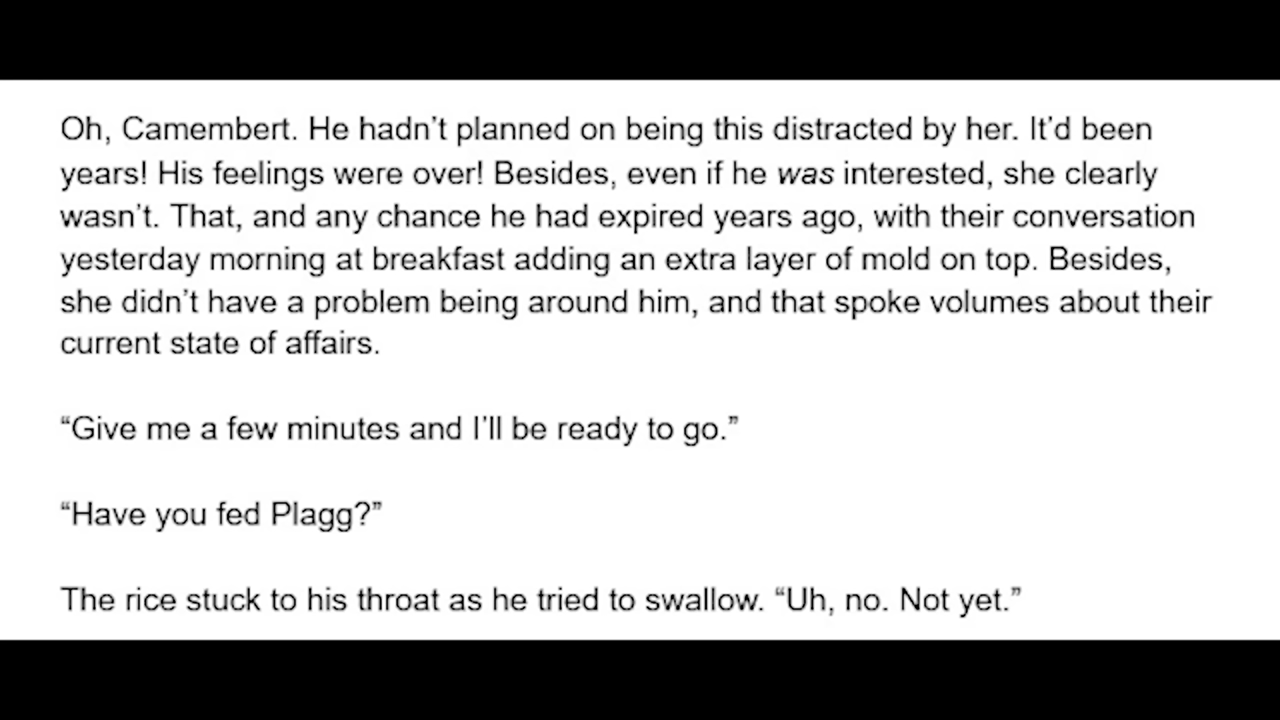 Oh, Camembert. He hadn’t planned on being this distracted by her. It’d been
years! His feelings were over! Besides, even if he was interested, she clearly
wasn’t. That, and any chance he had expired years ago, with their conversation
yesterday morning at breakfast adding an extra layer of mold on top. Besides,
she didn’t have a problem being around him, and that spoke volumes about their
current state of affairs.
“Give me a few minutes and I’ll be ready to go.”
“Have you fed Plagg?”
The rice stuck to his throat as he tried to swallow. “Uh, no. Not yet.”